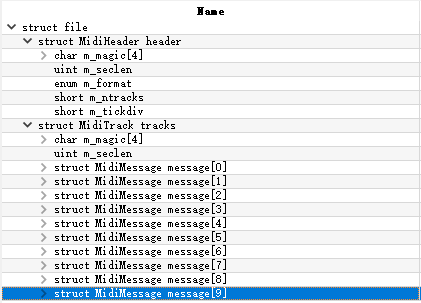 Name
struct file
struct MidiHeader header
char m_magic[4]
uint m_seclen
enum m_format
short m_ntracks
short m_tickdiv
struct MidiTrack tracks
char m_magic[4]
uint m_seclen
struct MidiMessage message[0]
struct MidiMessage message[1]
struct MidiMessage message[2]
struct MidiMessage message[3]
struct MidiMessage message[4]
struct MidiMessage message[5]
struct MidiMessage message[6]
struct MidiMessage message[7]
struct MidiMessage message[8]
struct MidiMessage message[9]